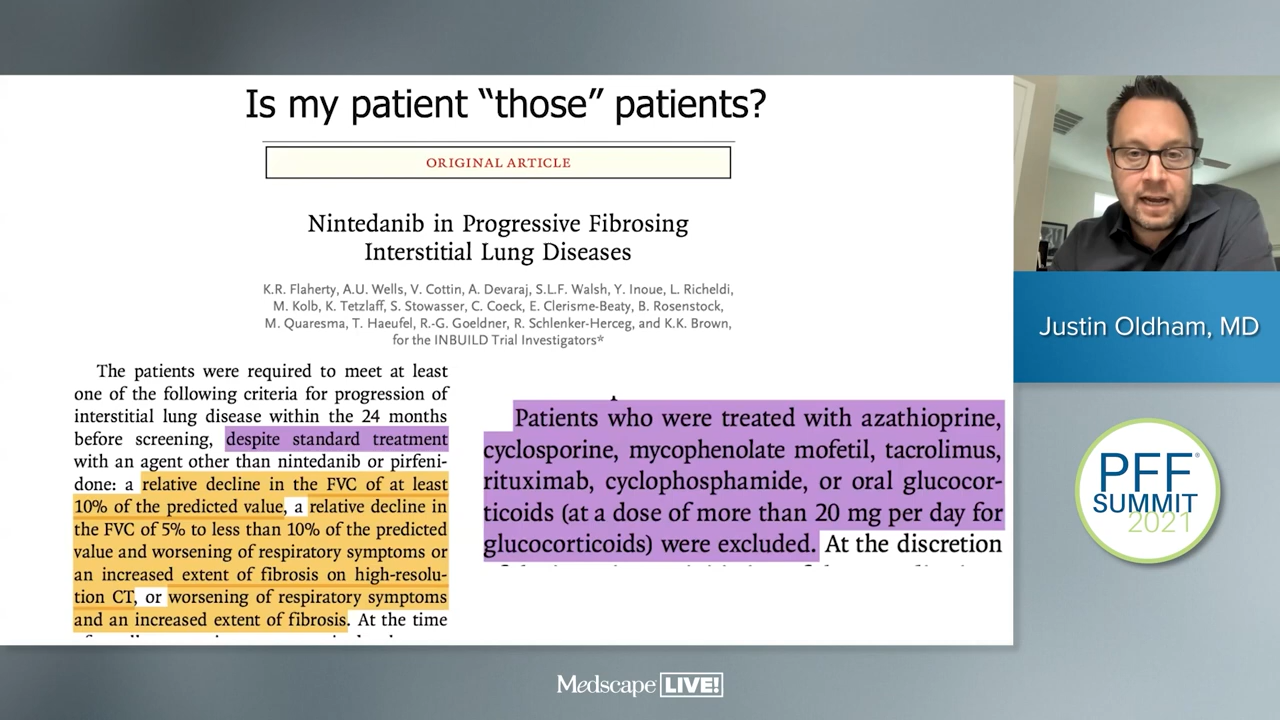 Is my patient “those” patients?
ORIGINAL ARTICLE
Nintedanib in Progressive Fibrosing
Interstitial Lung Diseases
K.R. Flaherty, A.U. Wells, V. Cottin, A. Devaraj, S.L.F. Walsh, Y. Inoue, L. Richeldi,
M. Kolb, K. Tetzlaff, S. Stowasser, C. Coeck, E. Clerisme-Beaty, B. Rosenstock,
M. Quaresma, T. Haeufel, R.-G. Goeldner, R. Schlenker-Herceg, and K.K. Brown,
for the INBUILD Trial Investigators*
The patients were required to meet at least
one of the following criteria for progression of
interstitial lung disease within the 24 months
before screening, despite standard treatment
with an agent other than nintedanib or pirfeni-
done: a relative decline in the FVC of at least
10% of the predicted value, a relative decline in
the FVC of 5% to less than 10% of the predicted
value and worsening of respiratory symptoms or
an increased extent of fibrosis on high-resolu-
tion CT, or worsening of respiratory symptoms
and an increased extent of fibrosis. At the time
Patients who were treated with azathioprine,
cyclosporine, mycophenolate mofetil, tacrolimus,
rituximab, cyclophosphamide, or oral glucocor-
ticoids (at a dose of more than 20 mg per day for
glucocorticoids) were excluded. At the discretion
Justin Oldham, MD
PFF®
SUMMIT
2021
Medscape LIVE!